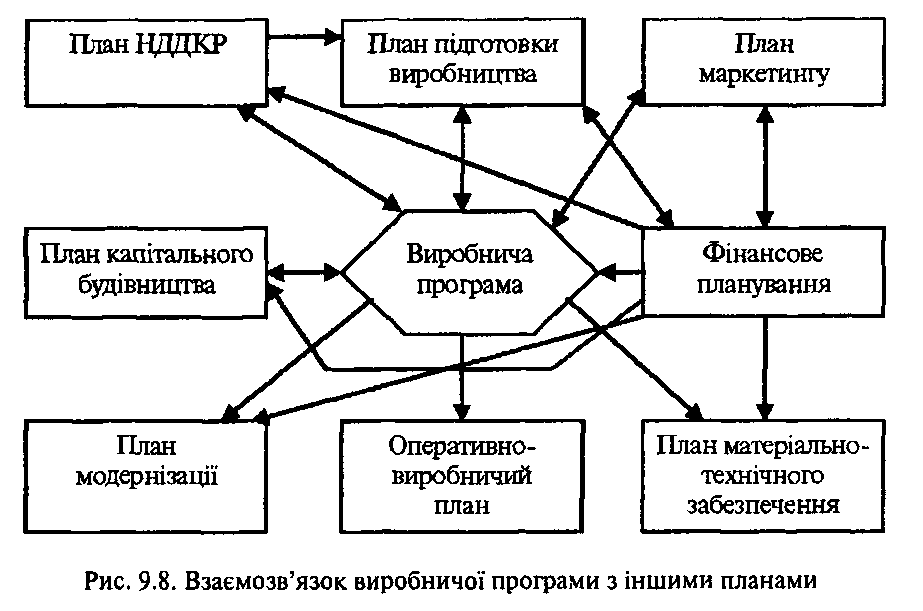 План НДДКР
План підготовки
виробництва
План
маркетингу
План капітального
будівництва
Виробнича
програма
Фінансове
планування
План
модернізації
Оперативно-
виробничий
план
План матеріально-
технічного
забезпечення
Рис. 9.8. Взаємозв’язок виробничої програми з іншими планами